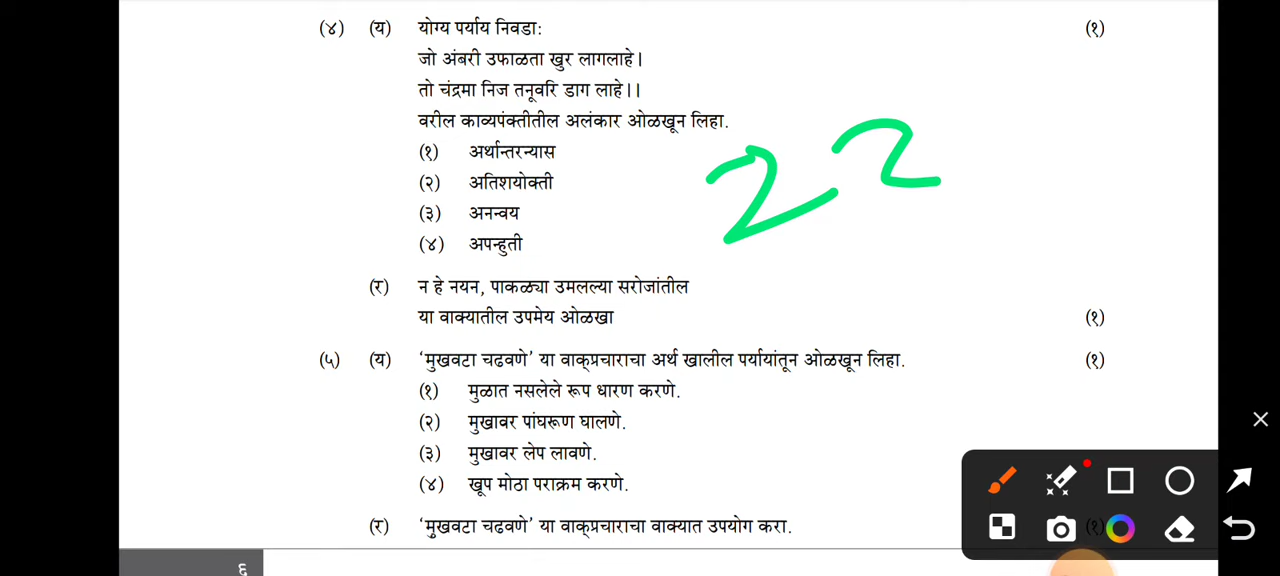 (४) (य) योग्य पर्याय निवडा: (१)
जो अंबरी उफाळता खुर लागलाहे।
तो चंद्रमा निज तनूवरि डाग लाहे।।
वरील काव्यपंक्तीतील अलंकार ओळखून लिहा.
(१) अर्थान्तरन्यास
(२) अतिशयोक्ती
(३) अनन्वय
(४) अपन्हुती
22
(र) न हे नयन, पाकळ्या उमलल्या सरोजांतील
या वाक्यातील उपमेय ओळखा (१)
(५) (य) ‘मुखवटा चढवणे’ या वाक्‌प्रचाराचा अर्थ खालील पर्यायांतून ओळखून लिहा. (१)
(१) मुळात नसलेले रूप धारण करणे.
(२) मुखावर पांघरूण घालणे.
(३) मुखावर लेप लावणे.
(४) खूप मोठा पराक्रम करणे.
(र) ‘मुखवटा चढवणे’ या वाक्‌प्रचाराचा वाक्यात उपयोग करा. (१)
६